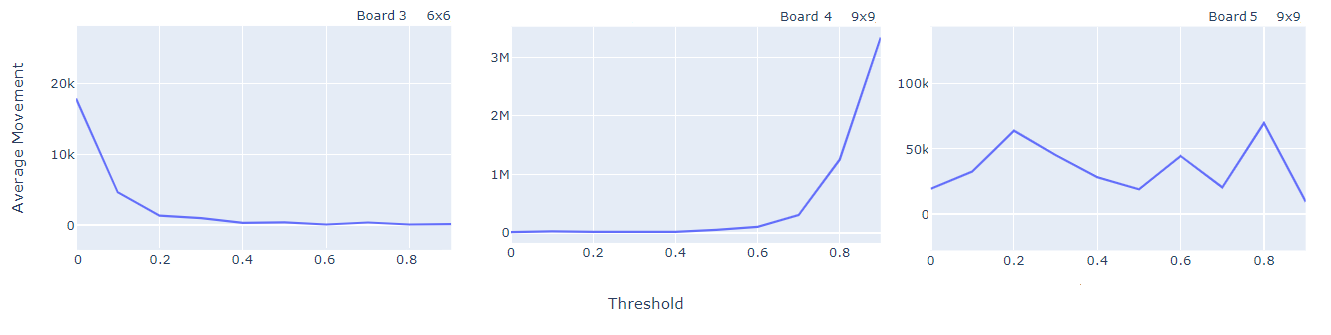 Board 3 6x6
Average Movement
20k
10k
0
0 0.2 0.4 0.6 0.8
Board 4 9x9
3M
2M
1M
0
0 0.2 0.4 0.6 0.8
Board 5 9x9
100k
50k
0
0 0.2 0.4 0.6 0.8
Threshold